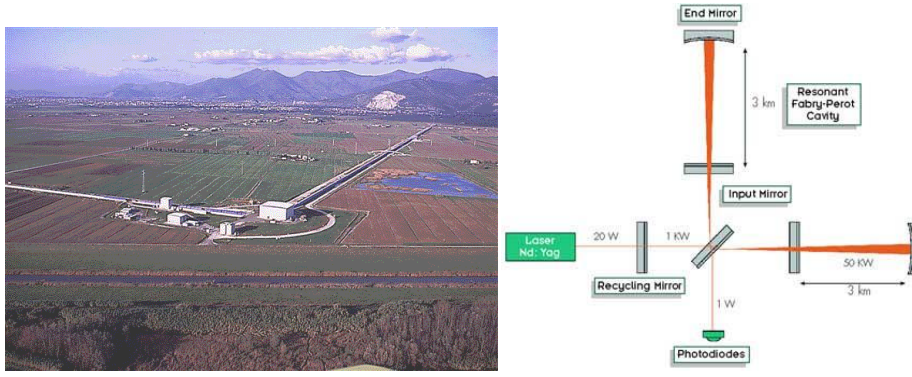 End Mirror
3 km
Resonant
Fabry-Perot
Cavity
Input Mirror
Laser
Nd: Yag
20 W
1 KW
Recycling Mirror
50 KW
3 km
1 W
Photodiodes